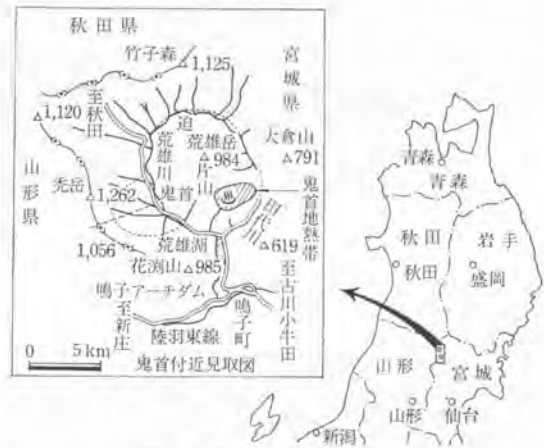 秋田県
竹子森
△1,125
宮城県
△1,120
至秋田
迫
荒雄岳
△984
大倉山
△791
荒雄川
片山
山形県
禿岳
△1,262
鬼首
鬼首地熱帯
田代川
1,056
荒雄湖
△619
花渕山△985
鳴子アーチダム
至新庄
鳴子町
至古川小牛田
陸羽東線
0 5km
鬼首付近見取図
青森
青森
秋田
秋田
岩手
盛岡
山形
宮城
山形
仙台
新潟